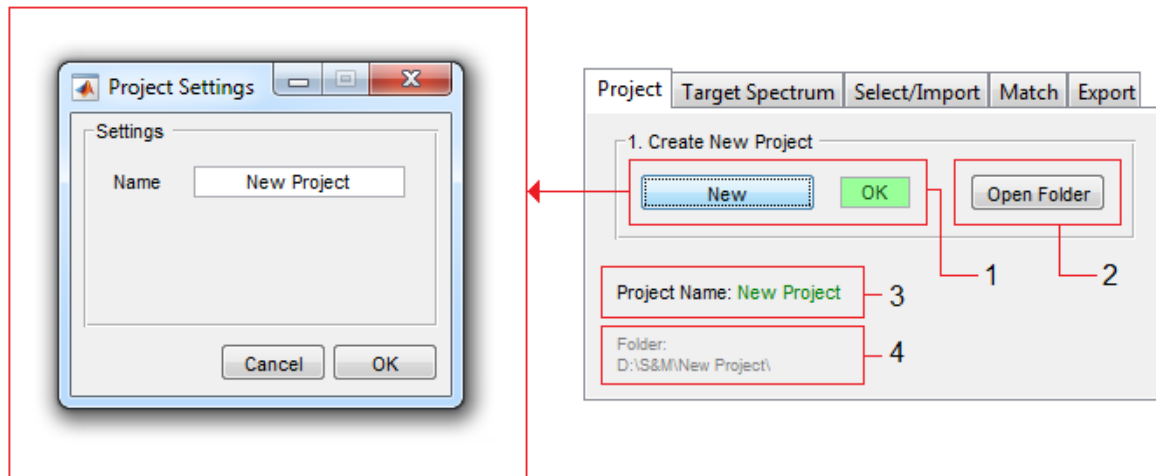 Project Settings
Settings
Name New Project
Cancel OK
Project Target Spectrum Select/Import Match Export
1. Create New Project
New OK Open Folder
1 2
Project Name: New Project 3
Folder:
D:\S&M\New Project\
4